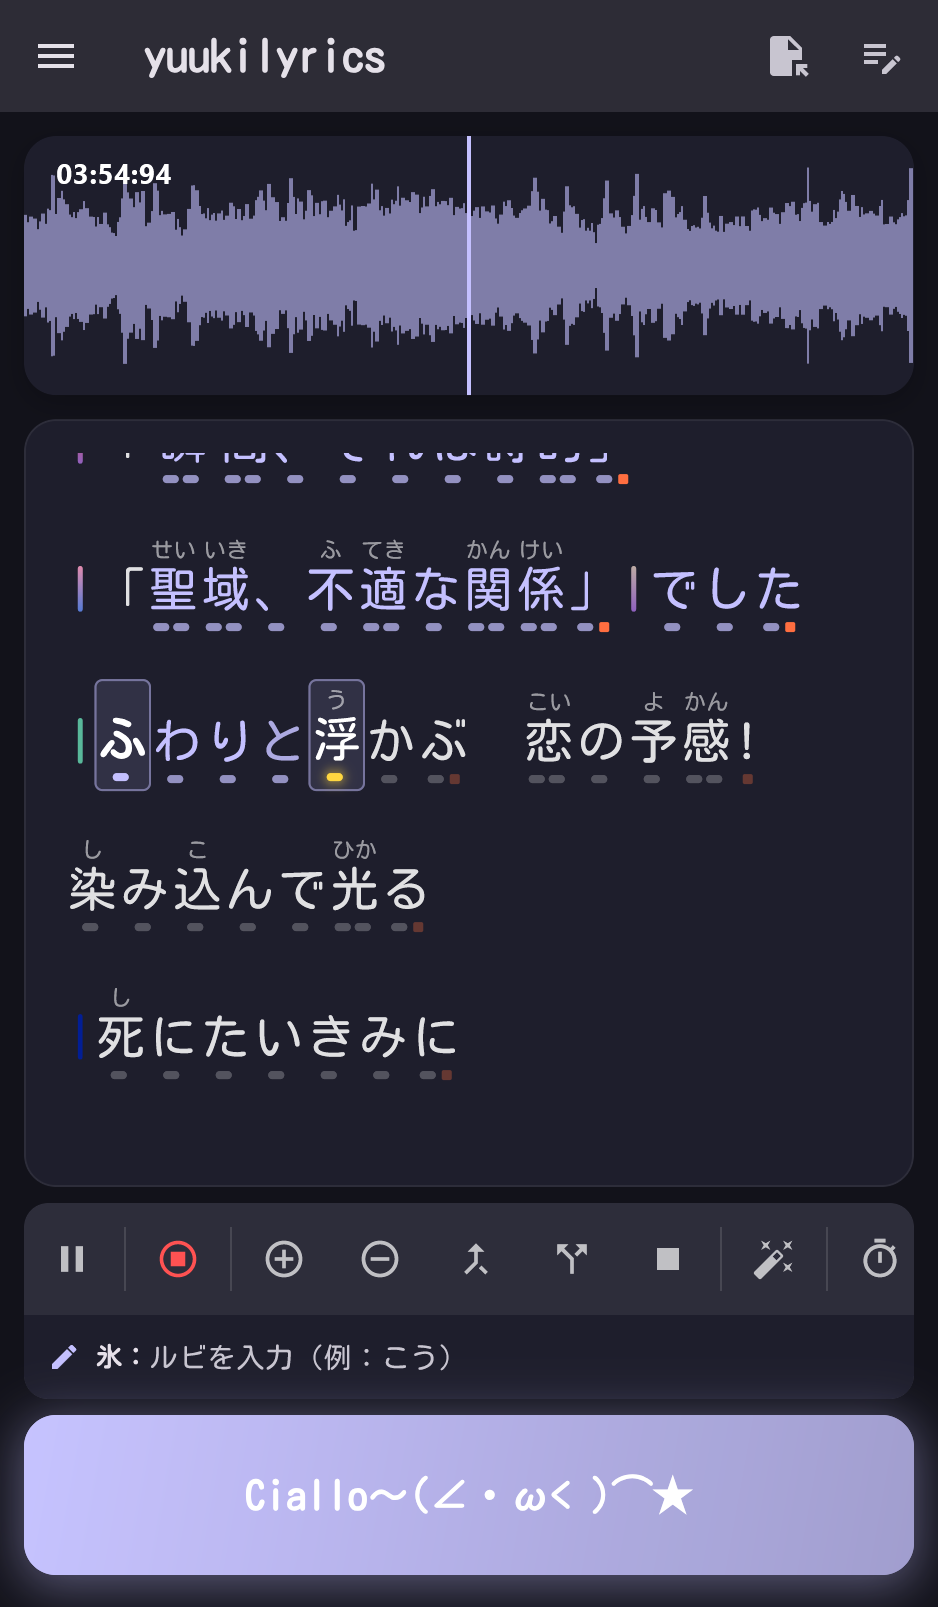 yuukilyrics
03:54:94
せい いき ふ てき かん けい
「聖域、不適な関係」でした
う こい よ かん
ふわりと浮かぶ 恋の予感!
し こ ひか
染み込んで光る
し
死にたいきみに
氷：ルビを入力（例：こう）
Ciallo～(∠・ω< )⌒★